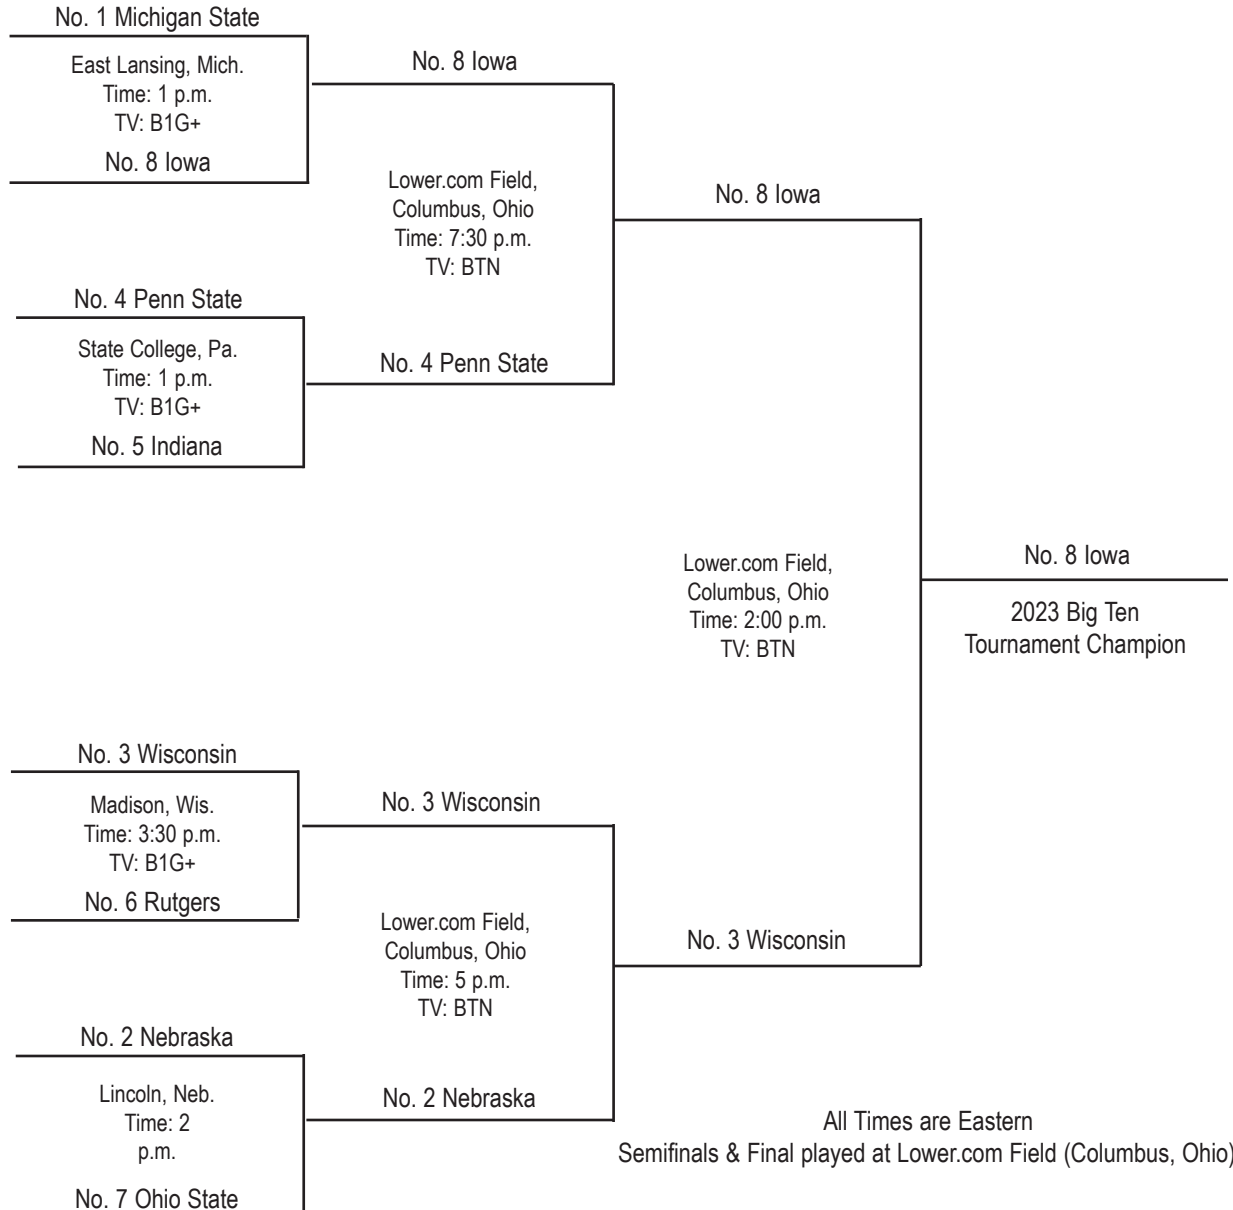 No. 1 Michigan State
East Lansing, Mich.
Time: 1 p.m.
TV: B1G+
No. 8 Iowa
No. 8 Iowa
Lower.com Field,
Columbus, Ohio
Time: 7:30 p.m.
TV: BTN
No. 4 Penn State
State College, Pa.
Time: 1 p.m.
TV: B1G+
No. 5 Indiana
No. 4 Penn State
No. 8 Iowa
Lower.com Field,
Columbus, Ohio
Time: 2:00 p.m.
TV: BTN
No. 8 Iowa
2023 Big Ten
Tournament Champion
No. 3 Wisconsin
Madison, Wis.
Time: 3:30 p.m.
TV: B1G+
No. 6 Rutgers
No. 3 Wisconsin
Lower.com Field,
Columbus, Ohio
Time: 5 p.m.
TV: BTN
No. 3 Wisconsin
No. 2 Nebraska
Lincoln, Neb.
Time: 2
p.m.
No. 7 Ohio State
No. 2 Nebraska
All Times are Eastern
Semifinals & Final played at Lower.com Field (Columbus, Ohio)